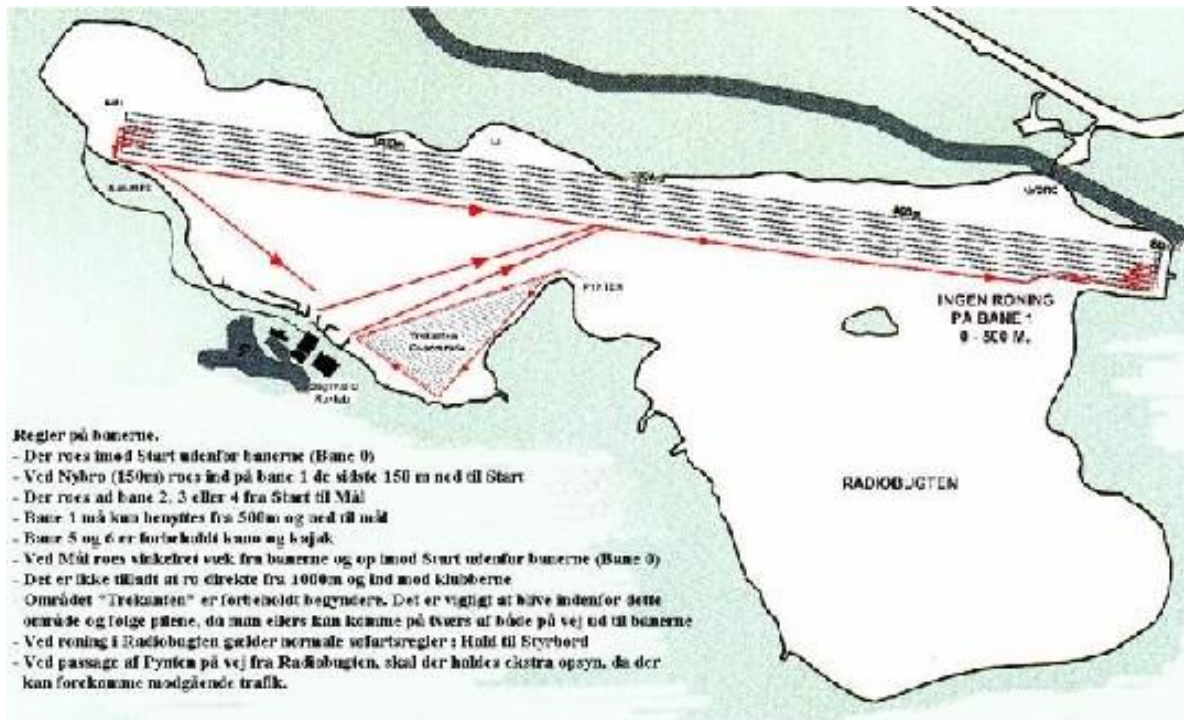 INGEN RONING
PÅ BANE 1
0 - 500 M.
RADIOBUGTEN
Regler på banerne.
- Der roes imod Start udenfor banerne (Bane 0)
- Ved Nybro (150m) roes ind på bane 1 de sidste 150 m ned til Start
- Der roes ad bane 2, 3 eller 4 fra Start til Mål
- Bane 1 må kun benyttes fra 500m og ned til mål
- Bane 5 og 6 er forbeholdt kano og kajak
- Ved Mål roes vinkelret væk fra banerne og op imod Start udenfor banerne (Bane 0)
- Det er ikke tilladt at ro direkte fra 1000m og ind mod klubberne
Området "Trekanten" er forbeholdt begyndere. Det er vigtigt at blive indenfor dette
område og følge pilene, da man ellers kan komme på tværs af både på vej ud til banerne
- Ved roning i Radiobugten gælder normale søfartsregler : Hold til Styrbord
- Ved passage af Pynten på vej fra Radiobugten, skal der holdes ekstra opsyn, da der
kan forekomme modgående trafik.